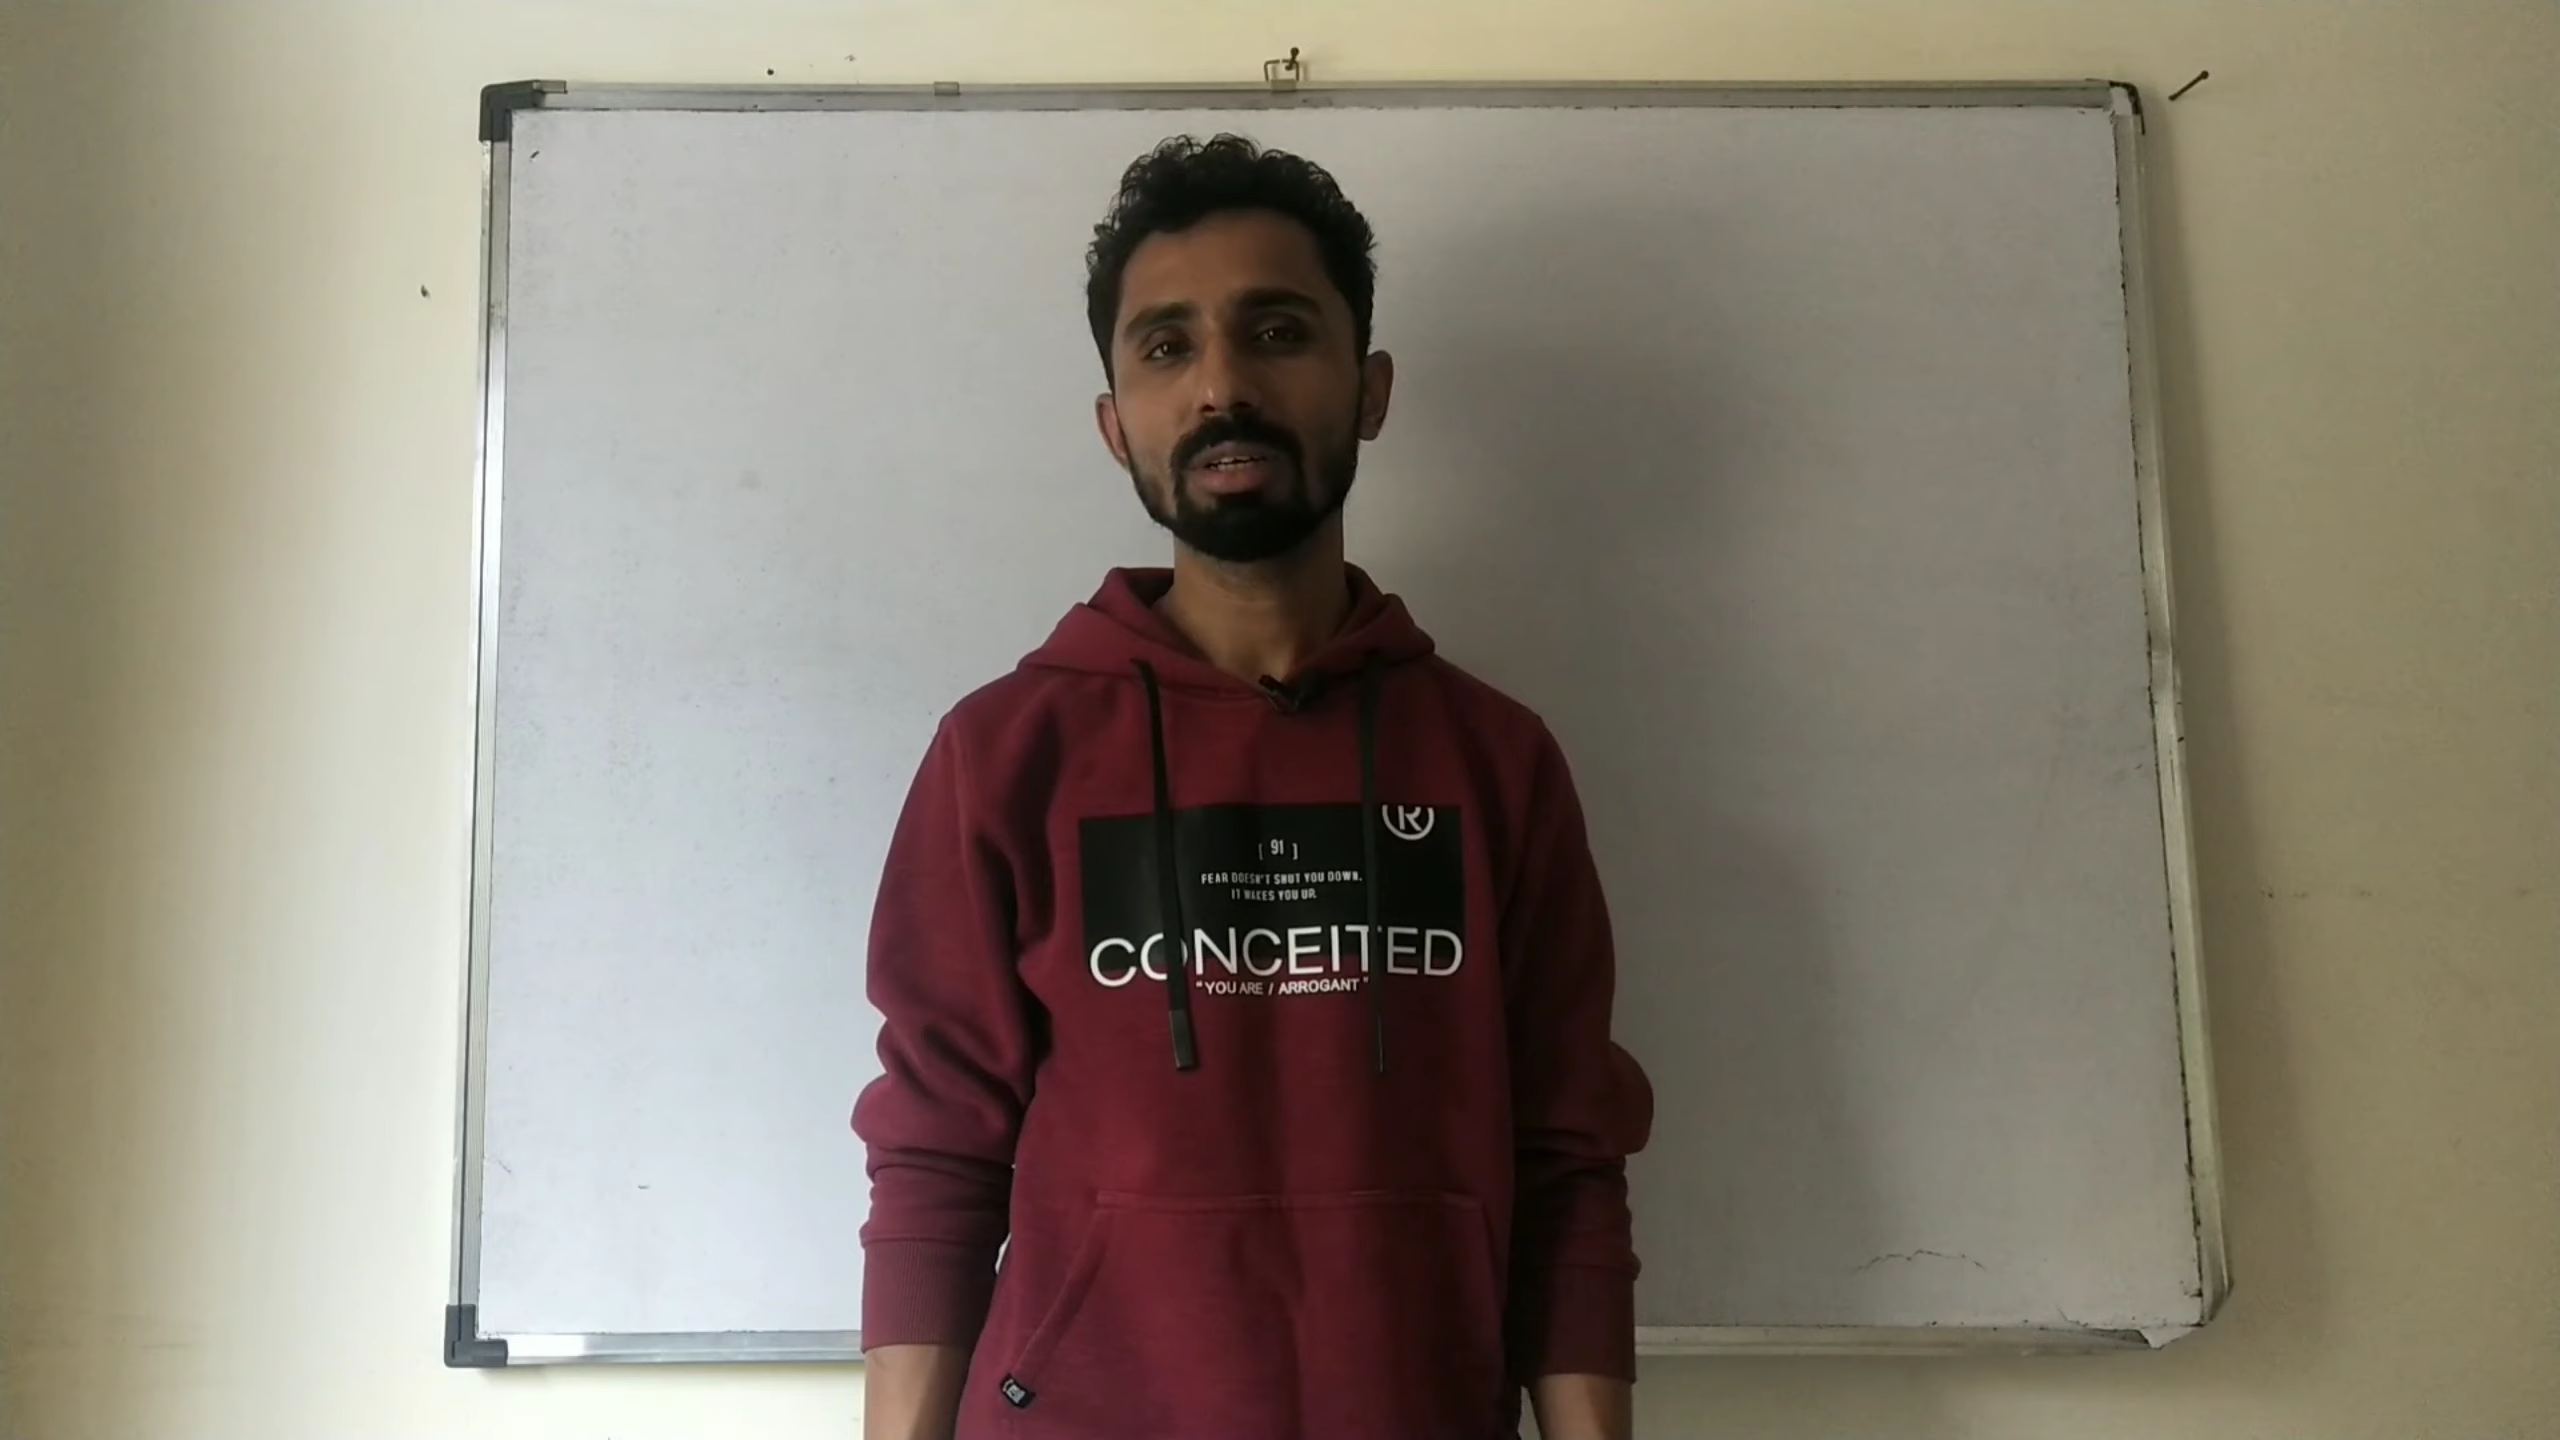 R
[ 91 ]
FEAR DOESN'T SHUT YOU DOWN.
IT WAKES YOU UP.
CONCEITED
"YOU ARE / ARROGANT"